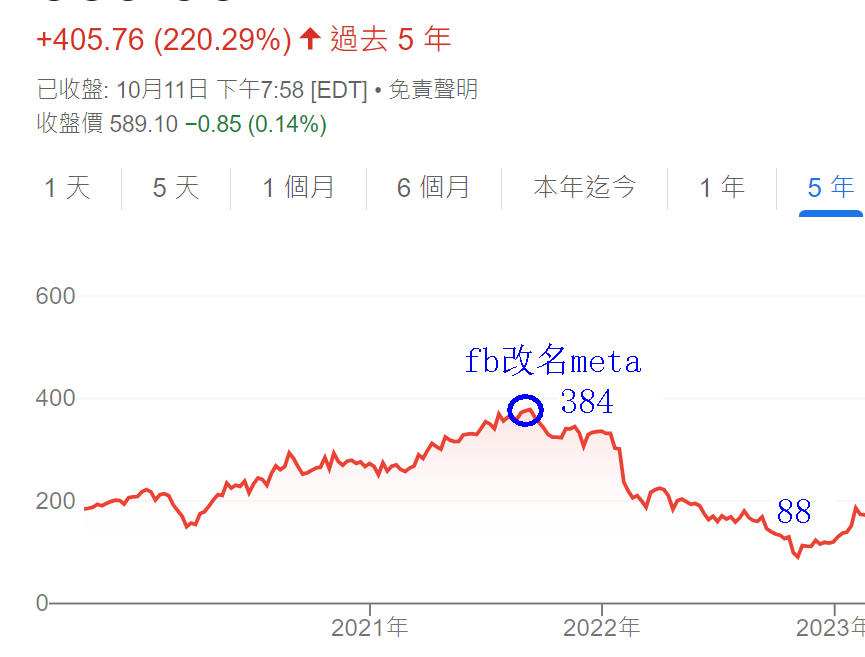 +405.76 (220.29%) ↑ 過去 5 年
已收盤: 10月11日 下午7:58 [EDT] • 免責聲明
收盤價 589.10 −0.85 (0.14%)
1 天 5 天 1 個月 6 個月 本年迄今 1 年 5 年
600
fb改名meta
400
384
200
88
0
2021年 2022年 2023年